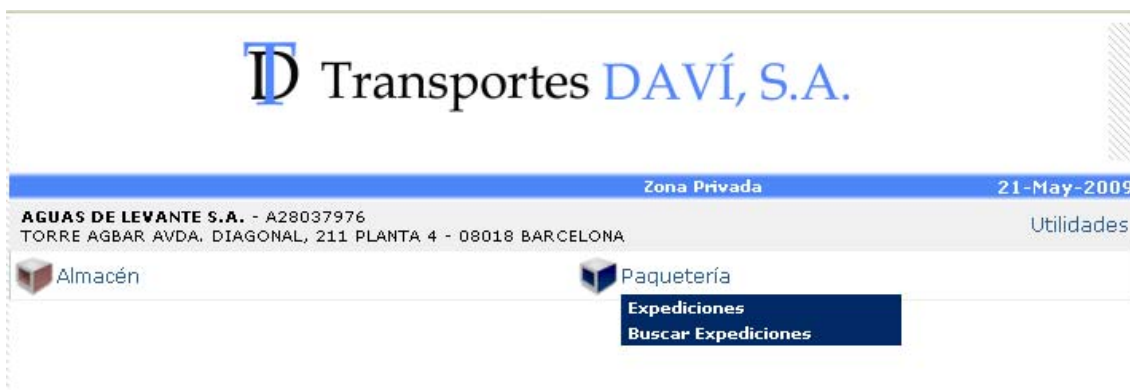 TD Transportes DAVÍ, S.A.
Zona Privada 21-May-2009
AGUAS DE LEVANTE S.A. - A28037976
TORRE AGBAR AVDA. DIAGONAL, 211 PLANTA 4 - 08018 BARCELONA
Utilidades
Almacén Paquetería
Expediciones
Buscar Expediciones